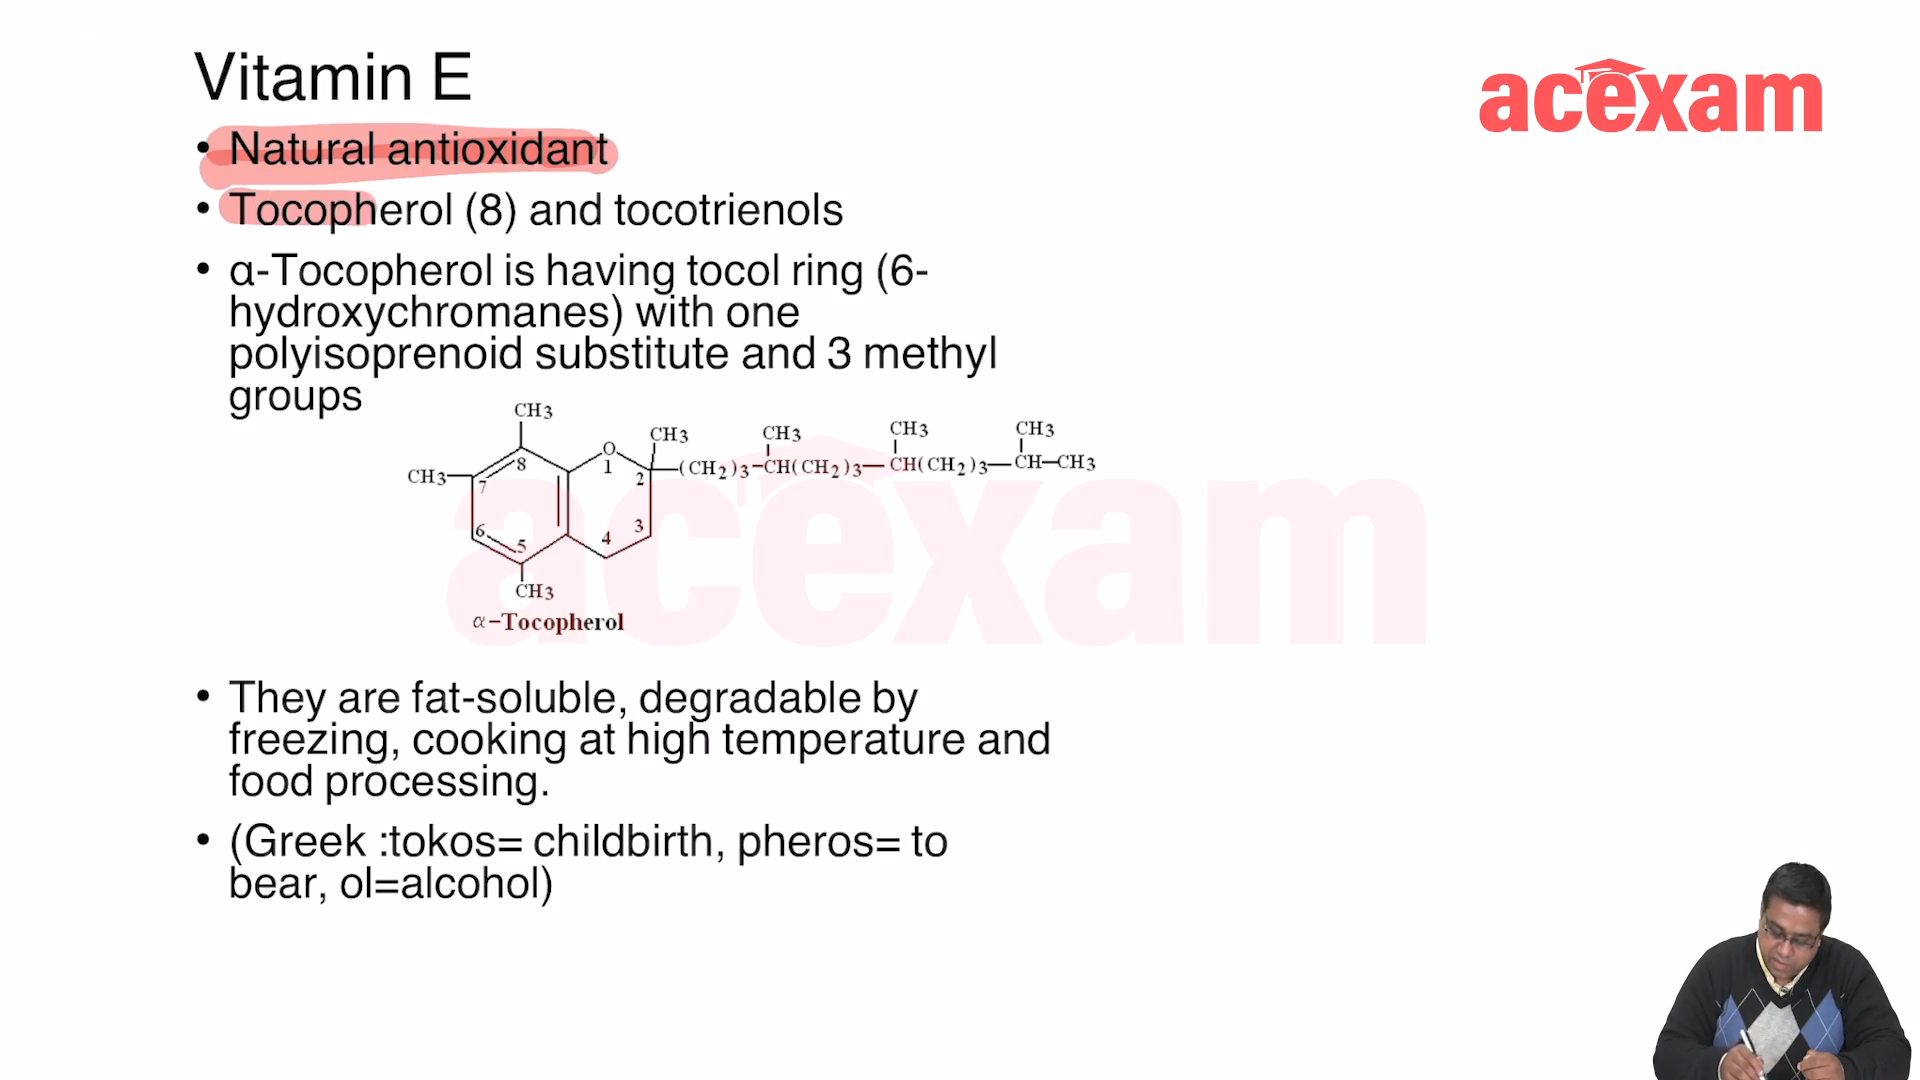 Vitamin E
acexam
• Natural antioxidant
• Tocopherol (8) and tocotrienols
• α-Tocopherol is having tocol ring (6-
hydroxychromanes) with one
polyisoprenoid substitute and 3 methyl
groups
CH3
CH3 CH3 CH3 CH3
O
CH3 8 1 2 (CH2)3-CH(CH2)3-CH(CH2)3-CH-CH3
7
6 5 4 3
CH3
α-Tocopherol
acexam
• They are fat-soluble, degradable by
freezing, cooking at high temperature and
food processing.
• (Greek :tokos= childbirth, pheros= to
bear, ol=alcohol)